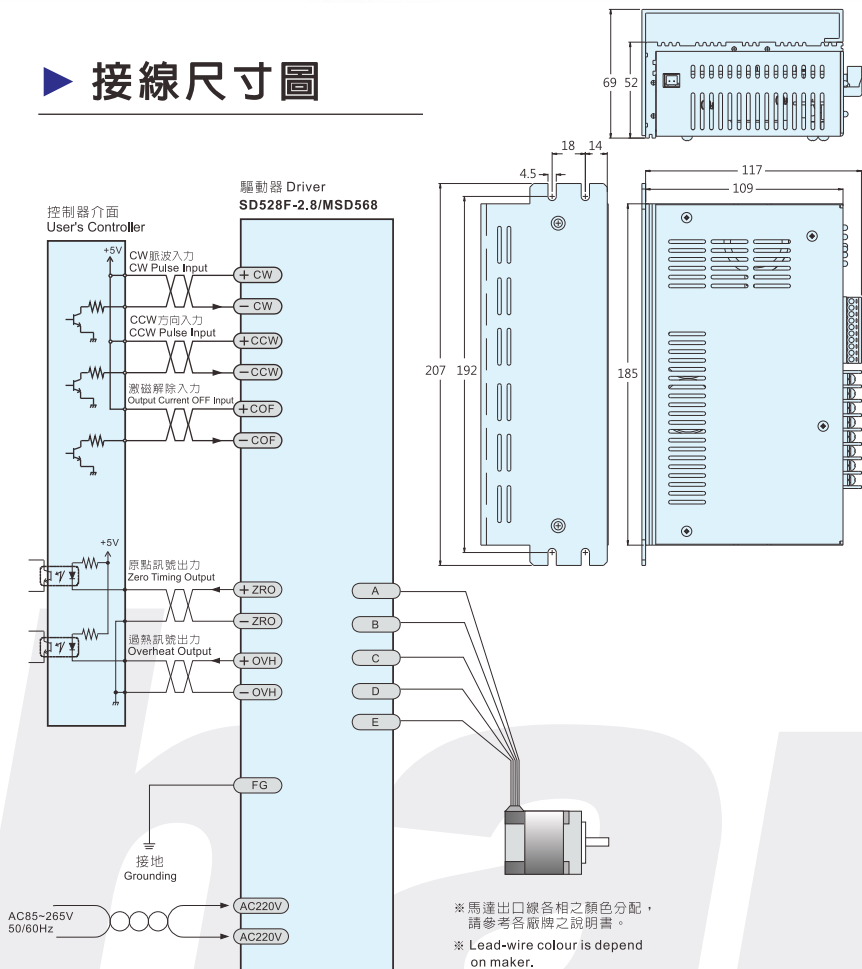 ▶ 接線尺寸圖
69
52
18
14
4.5
117
109
207
192
185
驅動器 Driver
SD528F-2.8/MSD568
控制器介面
User's Controller
+5V
CW脈波入力
CW Pulse Input
+ CW
− CW
CCW方向入力
CCW Pulse Input
+ CCW
− CCW
激磁解除入力
Output Current OFF Input
+ COF
− COF
+5V
原點訊號出力
Zero Timing Output
+ ZRO
− ZRO
過熱訊號出力
Overheat Output
+ OVH
− OVH
A
B
C
D
E
FG
接地
Grounding
AC85~265V
50/60Hz
AC220V
AC220V
※ 馬達出口線各相之顏色分配，
請參考各廠牌之說明書。
※ Lead-wire colour is depend
on maker.